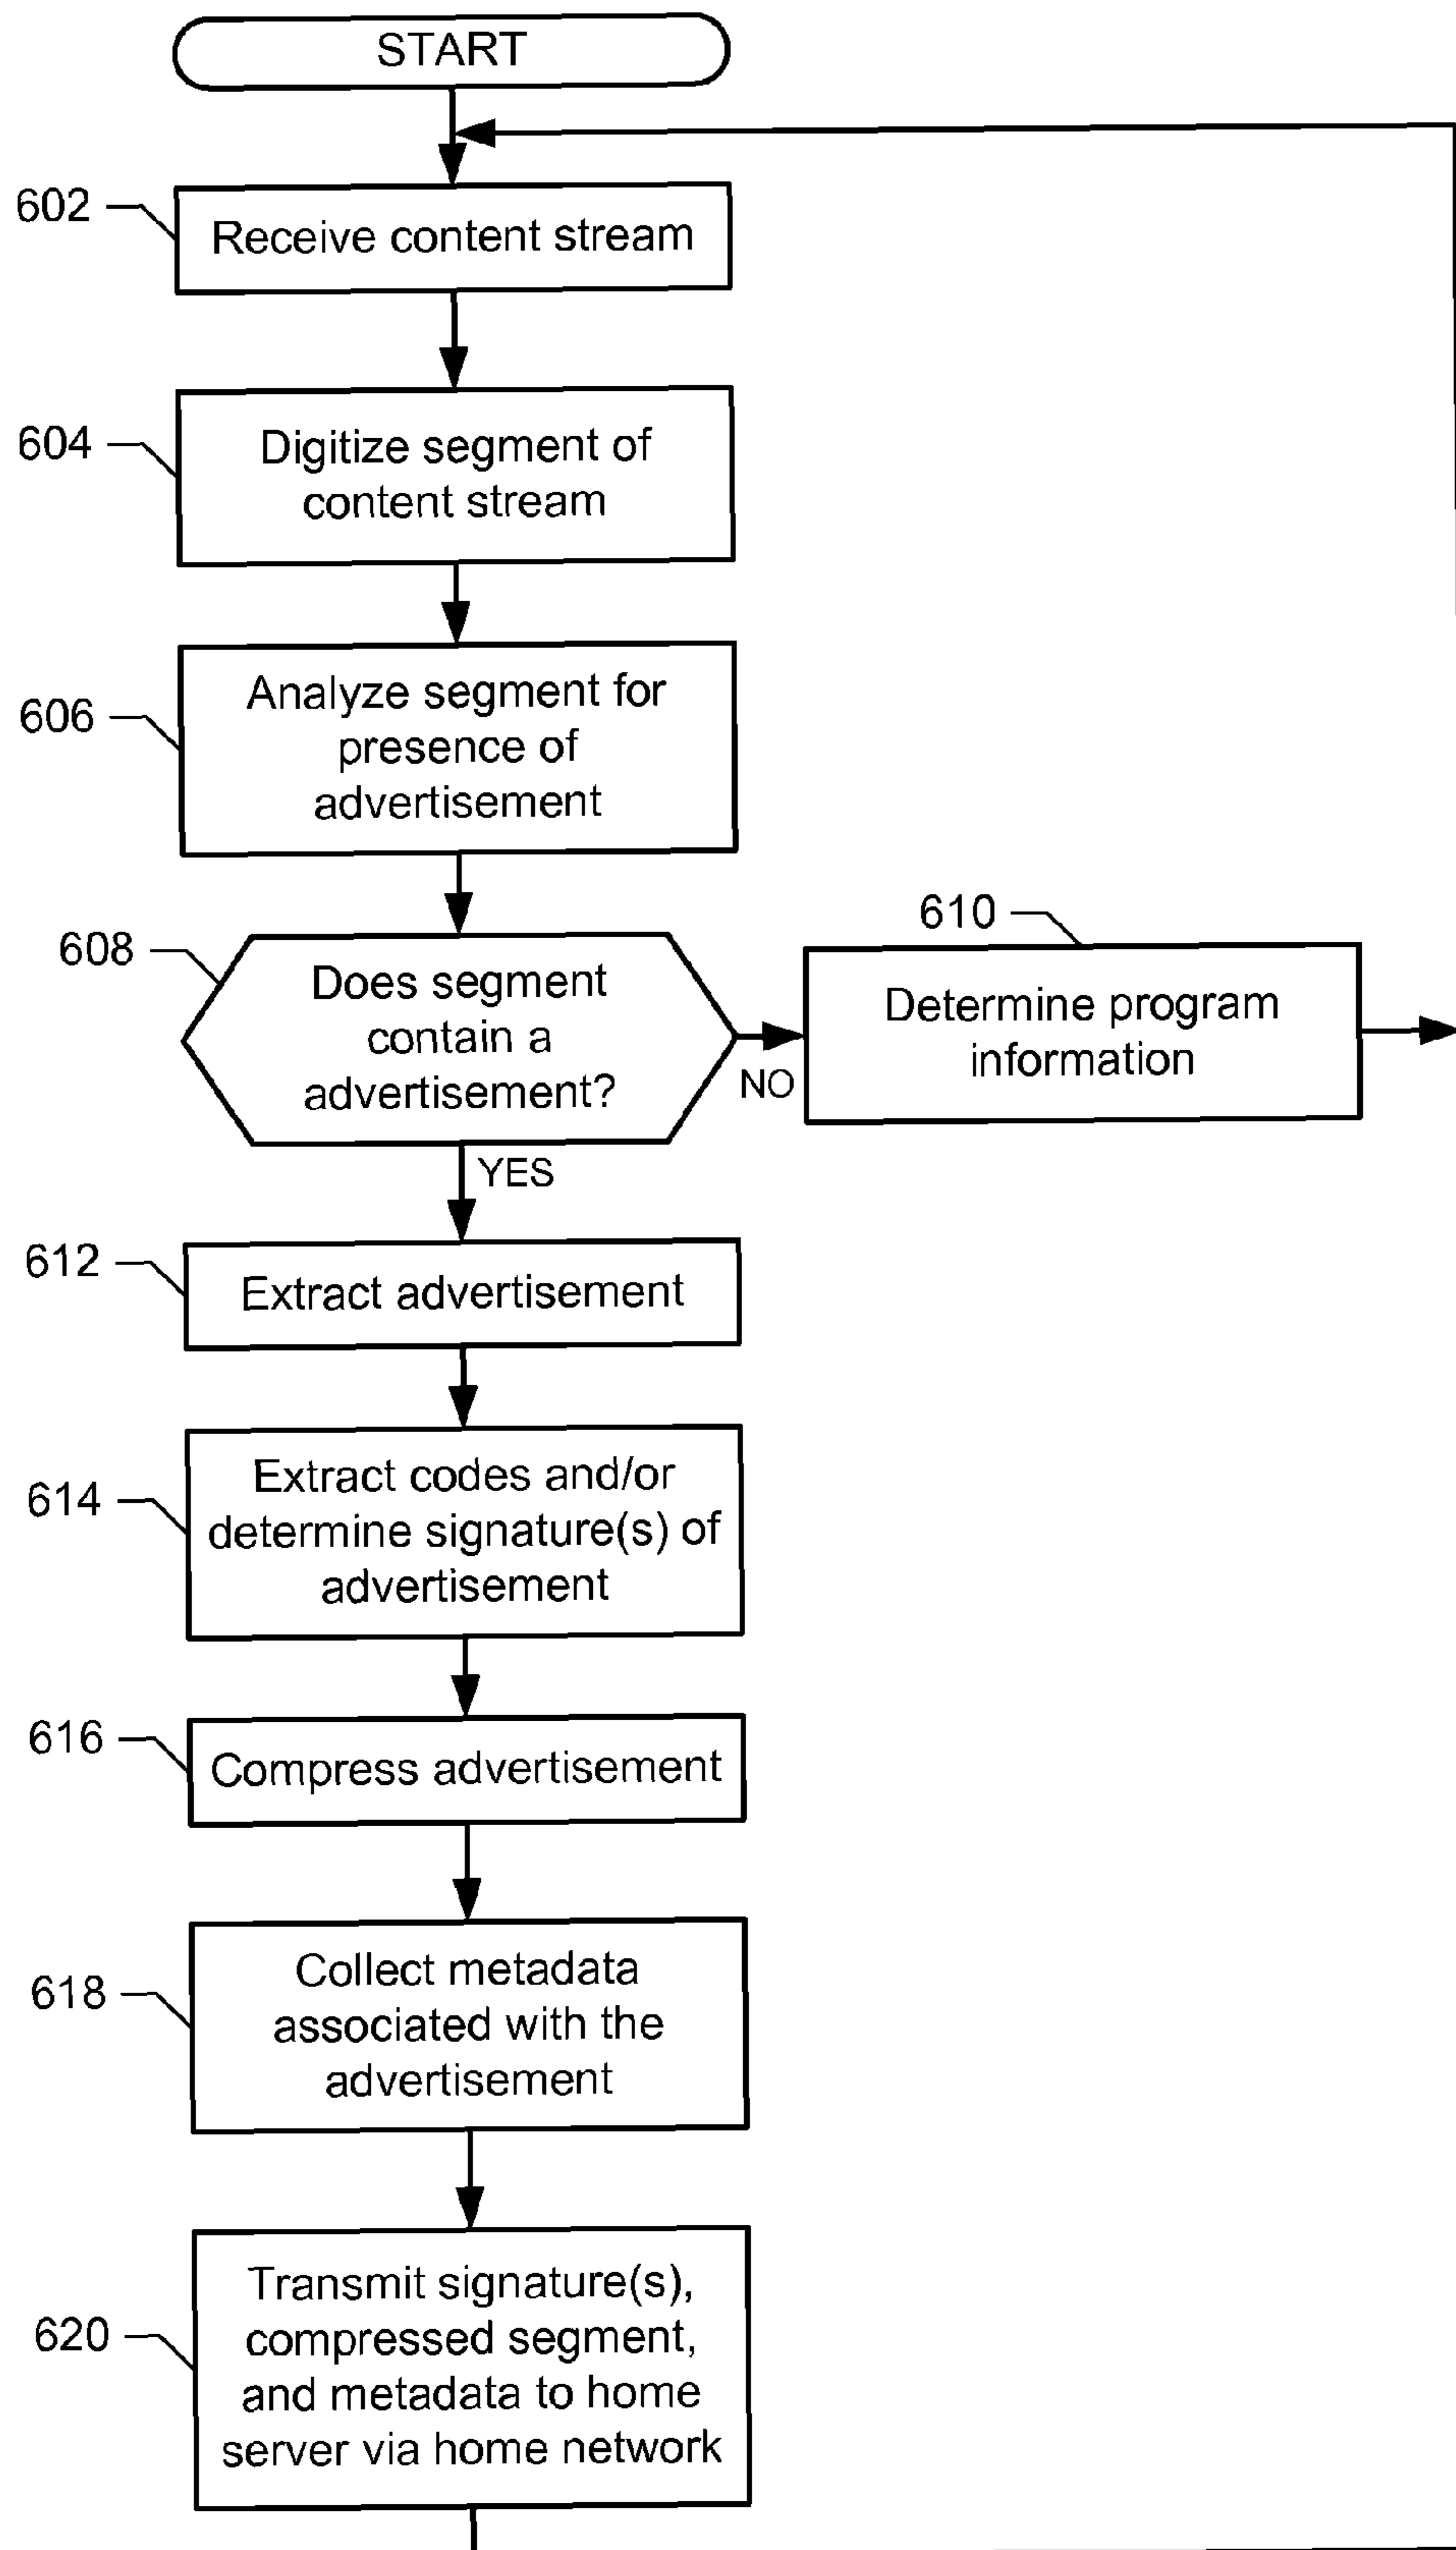 START
602
Receive content stream
604
Digitize segment of
content stream
606
Analyze segment for
presence of
advertisement
608
Does segment
contain a
advertisement?
NO
610
Determine program
information
YES
612
Extract advertisement
614
Extract codes and/or
determine signature(s) of
advertisement
616
Compress advertisement
618
Collect metadata
associated with the
advertisement
620
Transmit signature(s),
compressed segment,
and metadata to home
server via home network